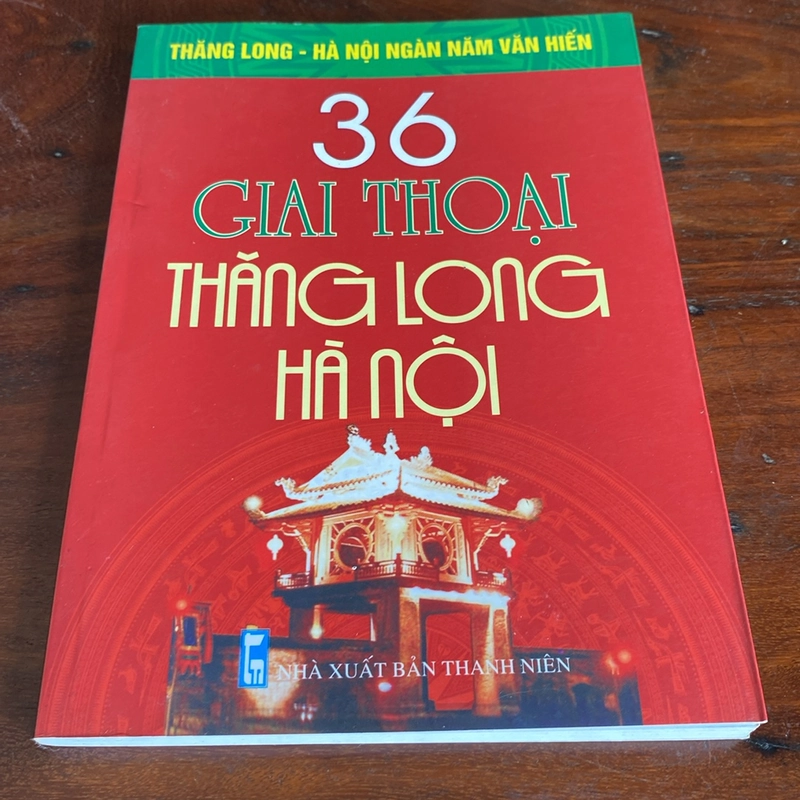 THĂNG LONG - HÀ NỘI NGÀN NĂM VĂN HIẾN
36
GIAI THOẠI
THĂNG LONG
HÀ NỘI
NHÀ XUẤT BẢN THANH NIÊN